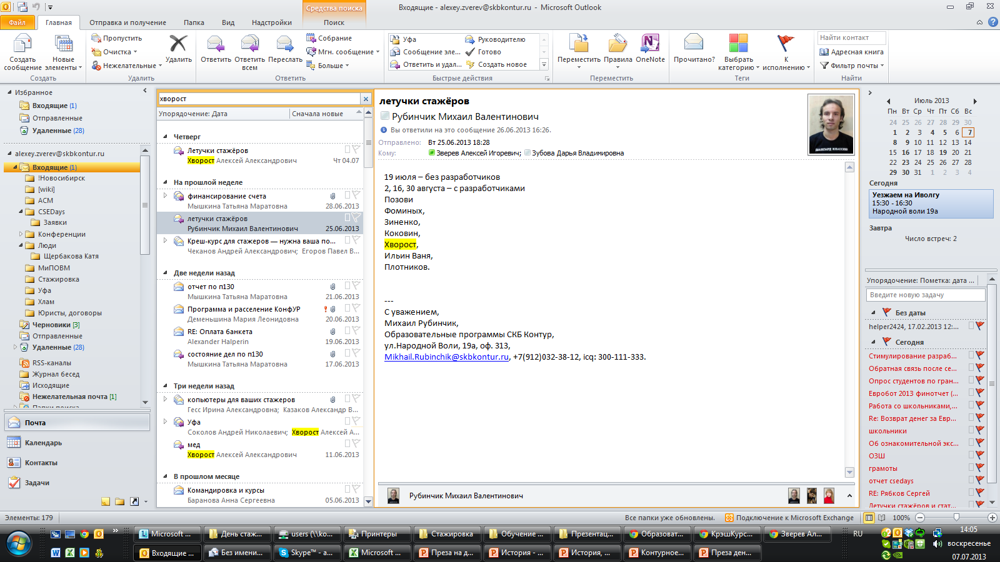 Средства поиска
Входящие - alexey.zverev@skbkontur.ru - Microsoft Outlook
Файл
Главная
Отправка и получение
Папка
Вид
Надстройки
Поиск
Создать сообщение
Новые элементы
Создать
Пропустить
Очистка
Нежелательные
Удалить
Удалить
Ответить
Ответить всем
Переслать
Собрание
Мгн. сообщение
Больше
Ответить
Уфа
Сообщение эле...
Ответить и удал...
Руководителю
Готово
Создать новое
Быстрые действия
Переместить
Правила
OneNote
Переместить
Прочитано?
Выбрать категорию
К исполнению
Теги
Найти контакт
Адресная книга
Фильтр почты
Найти
Избранное
Входящие (1)
Отправленные
Удаленные (28)
alexey.zverev@skbkontur.ru
Входящие (1)
!Новосибирск
[wiki]
АСМ
CSEDays
Заявки
Конференции
Люди
Щербакова Катя
МиПОВМ
Стажировка
Уфа
Хлам
Юристы, договоры
Черновики [3]
Отправленные
Удаленные (28)
RSS-каналы
Журнал бесед
Исходящие
Нежелательная почта [1]
Папки поиска
Почта
Календарь
Контакты
Задачи
хворост
Упорядочение: Дата
Сначала новые
Четверг
Летучки стажёров
Хворост Алексей Александрович
Чт 04.07
На прошлой неделе
финансирование счета
Мышкина Татьяна Маратовна
28.06.2013
летучки стажёров
Рубинчик Михаил Валентинович
25.06.2013
Креш-курс для стажеров — нужна ваша по...
Чеканов Андрей Александрович; Егоров Павел В...
Две недели назад
отчет по п130
Мышкина Татьяна Маратовна
21.06.2013
Программа и расселение КонфУР
Деменьшина Мария Леонидовна
20.06.2013
RE: Оплата банкета
Alexander Halperin
19.06.2013
состояние дел по п130
Мышкина Татьяна Маратовна
17.06.2013
Три недели назад
копьютеры для ваших стажеров
Гесс Ирина Александровна; Казаков Александр В...
Уфа
Соколов Андрей Николаевич; Хворост Алексей А...
мед
Хворост Алексей Александрович
11.06.2013
В прошлом месяце
Командировка и курсы
Баранова Анна Сергеевна
05.06.2013
летучки стажёров
Рубинчик Михаил Валентинович
Вы ответили на это сообщение 26.06.2013 16:26.
Отправлено: Вт 25.06.2013 18:28
Кому: Зверев Алексей Игоревич; Зубова Дарья Владимировна
19 июля – без разработчиков
2, 16, 30 августа – с разработчиками
Позови
Фоминых,
Зиненко,
Коковин,
Хворост,
Ильин Ваня,
Плотников.
---
С уважением,
Михаил Рубинчик,
Образовательные программы СКБ Контур,
ул.Народной Воли, 19а, оф. 313,
Mikhail.Rubinchik@skbkontur.ru, +7(912)032-38-12, icq: 300-111-333.
Рубинчик Михаил Валентинович
Июль 2013
Пн Вт Ср Чт Пт Сб Вс
24 25 26 27 28 29 30
1 2 3 4 5 6 7
8 9 10 11 12 13 14
15 16 17 18 19 20 21
22 23 24 25 26 27 28
29 30 31 1 2 3 4
Сегодня
Уезжаем на Иволгу
15:30 - 16:30
Народной воли 19а
Завтра
Число встреч: 2
Упорядочение: Пометка: дата ...
Введите новую задачу
Без даты
helper2424, 17.02.2013 12:...
Сегодня
Стимулирование разраб...
Обратная связь после се...
Опрос студентов по гран...
Евробот 2013 финотчет (...
Работа со школьниками,...
Re: Возврат денег за Евр...
школьники
Об ознакомительной экс...
ОЗШ
грамоты
отчет csedays
RE: Рябков Сергей
Летучки стажёров и стат...
Элементы: 179
Все папки уже обновлены.
Подключение к Microsoft Exchange
100%
Microsoft ...
День стаж...
users (\\ko...
Принтеры
Стажировка
Обучение ...
Презентац...
Образоват...
КрэшКурс...
Зверев Ал...
RU
14:05
Входящие ...
Без имени...
Skype™ - a...
Microsoft ...
Преза на д...
История - ...
История, ...
Контурное...
Преза ден...
воскресенье
07.07.2013